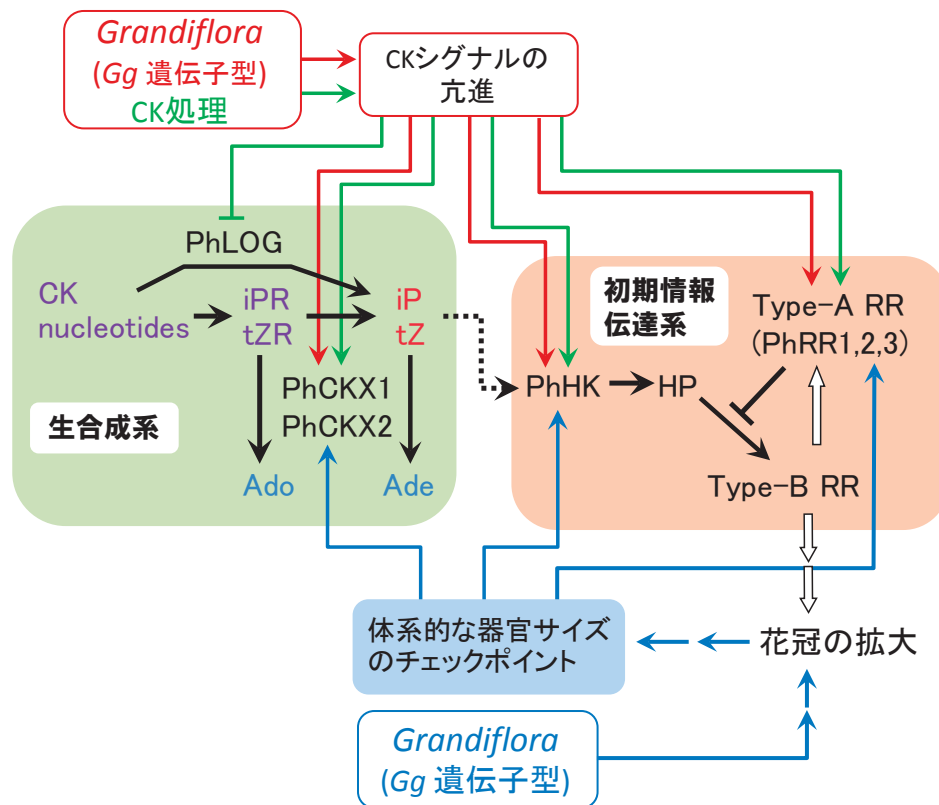 Grandiflora
(Gg 遺伝子型)
CK処理
CKシグナルの
亢進
PhLOG
CK
nucleotides
iPR
tZR
iP
tZ
PhCKX1
PhCKX2
生合成系
Ado
Ade
初期情報
伝達系
Type-A RR
(PhRR1,2,3)
PhHK
HP
Type-B RR
体系的な器官サイズ
のチェックポイント
花冠の拡大
Grandiflora
(Gg 遺伝子型)